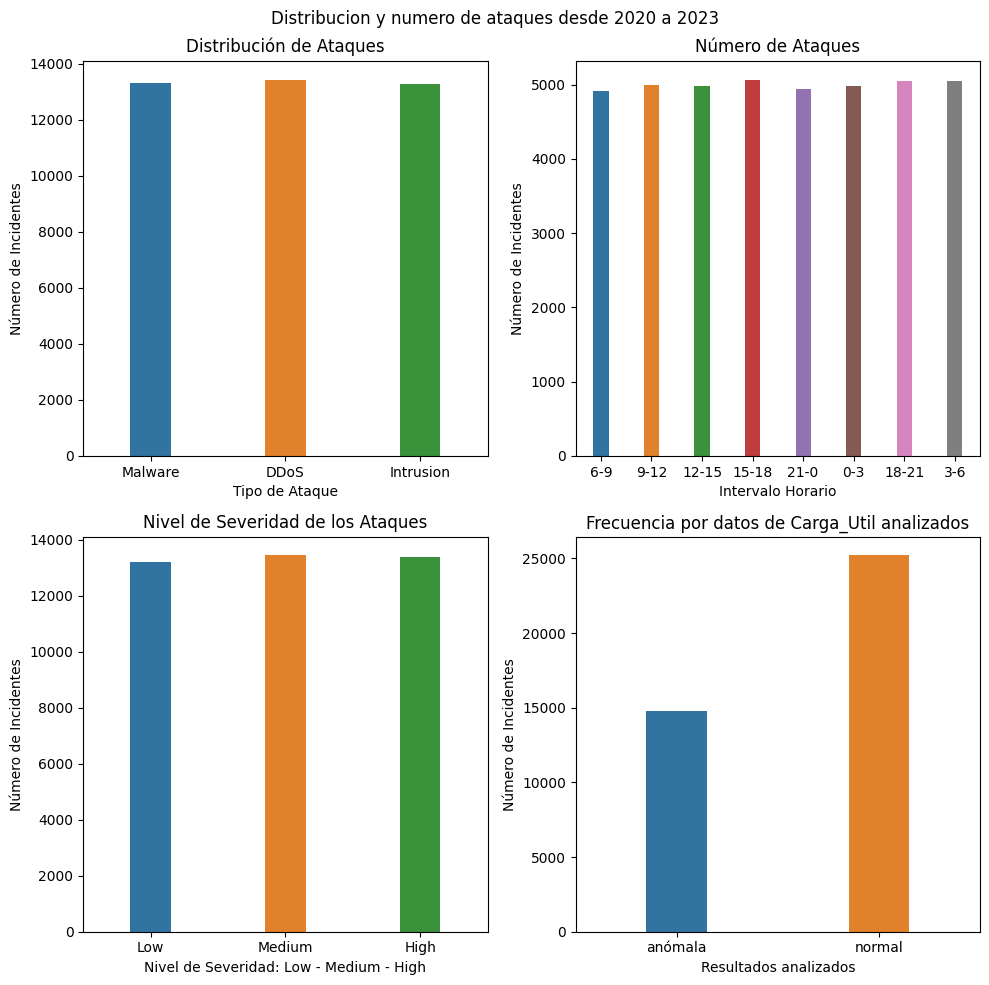 Distribucion y numero de ataques desde 2020 a 2023
Distribución de Ataques
14000
12000
10000
8000
6000
4000
2000
0
Número de Incidentes
Malware DDoS Intrusion
Tipo de Ataque
Número de Ataques
5000
4000
3000
2000
1000
0
Número de Incidentes
6-9 9-12 12-15 15-18 21-0 0-3 18-21 3-6
Intervalo Horario
Nivel de Severidad de los Ataques
14000
12000
10000
8000
6000
4000
2000
0
Número de Incidentes
Low Medium High
Nivel de Severidad: Low - Medium - High
Frecuencia por datos de Carga_Util analizados
25000
20000
15000
10000
5000
0
Número de Incidentes
anómala normal
Resultados analizados